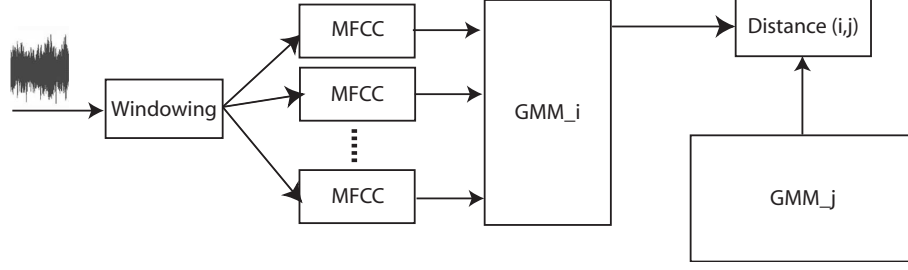 MFCC
Distance (i,j)
MFCC
Windowing
GMM_i
MFCC
GMM_j